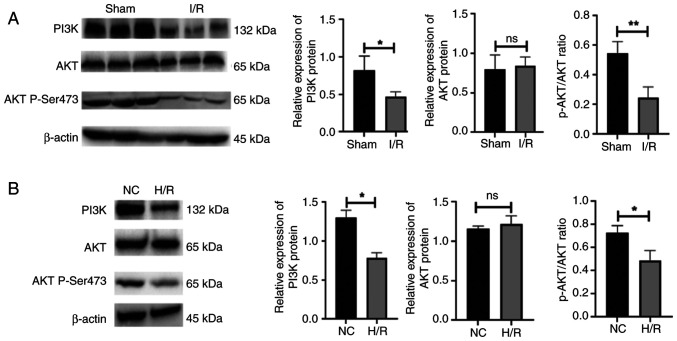 A
Sham I/R
PI3K 132 kDa
AKT 65 kDa
AKT P-Ser473 65 kDa
β-actin 45 kDa
Relative expression of
PI3K protein
1.5
1.0
0.5
0.0
*
Sham I/R
Relative expression of
AKT protein
1.5
1.0
0.5
0.0
ns
Sham I/R
p-AKT/AKT ratio
0.8
0.6
0.4
0.2
0.0
**
Sham I/R
B
NC H/R
PI3K 132 kDa
AKT 65 kDa
AKT P-Ser473 65 kDa
β-actin 45 kDa
Relative expression of
PI3K protein
1.5
1.0
0.5
0.0
*
NC H/R
Relative expression of
AKT protein
1.5
1.0
0.5
0.0
ns
NC H/R
p-AKT/AKT ratio
1.0
0.8
0.6
0.4
0.2
0.0
*
NC H/R